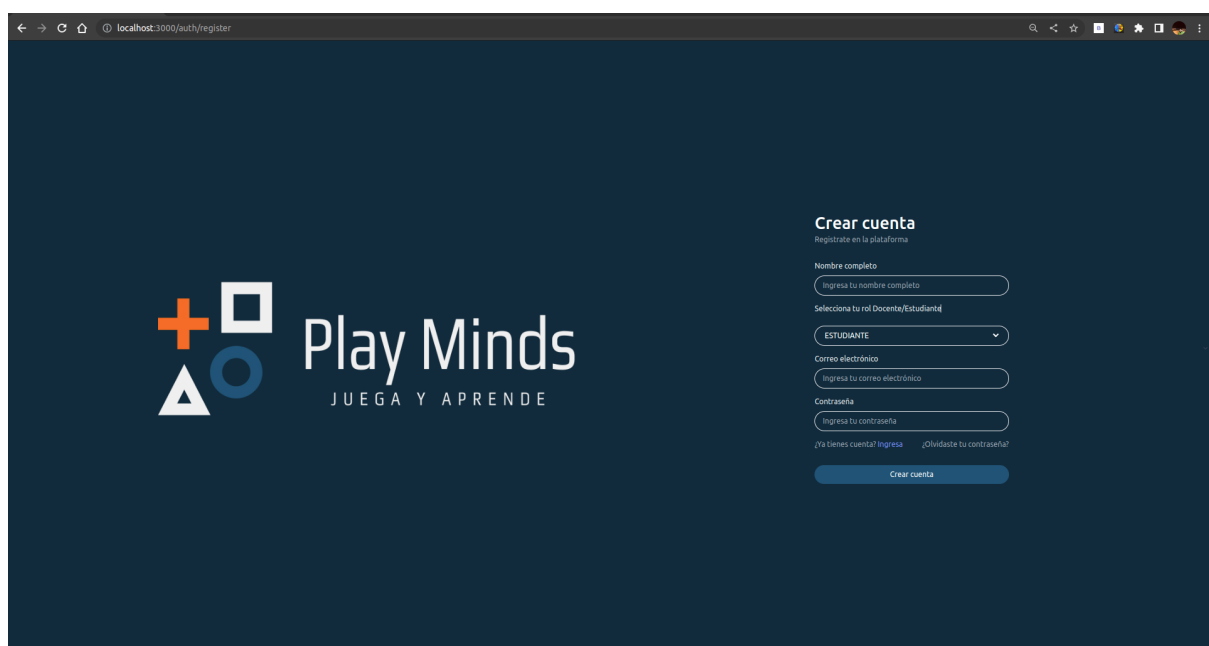 localhost:3000/auth/register
Play Minds
JUEGA Y APRENDE
Crear cuenta
Registrate en la plataforma
Nombre completo
Ingresa tu nombre completo
Selecciona tu rol Docente/Estudiante
ESTUDIANTE
Correo electrónico
Ingresa tu correo electrónico
Contraseña
Ingresa tu contraseña
¿Ya tienes cuenta? Ingresa ¿Olvidaste tu contraseña?
Crear cuenta